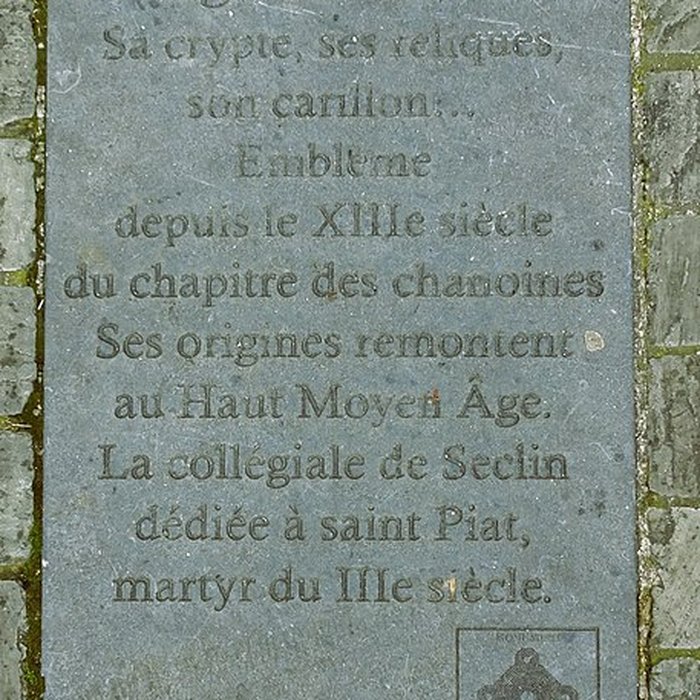 Sa crypte, ses reliques,
son carillon...
Emblème
depuis le XIIIe siècle
du chapitre des chanoines
Ses origines remontent
au Haut Moyen Âge.
La collégiale de Seclin
dédiée à saint Piat,
martyr du IIIe siècle.